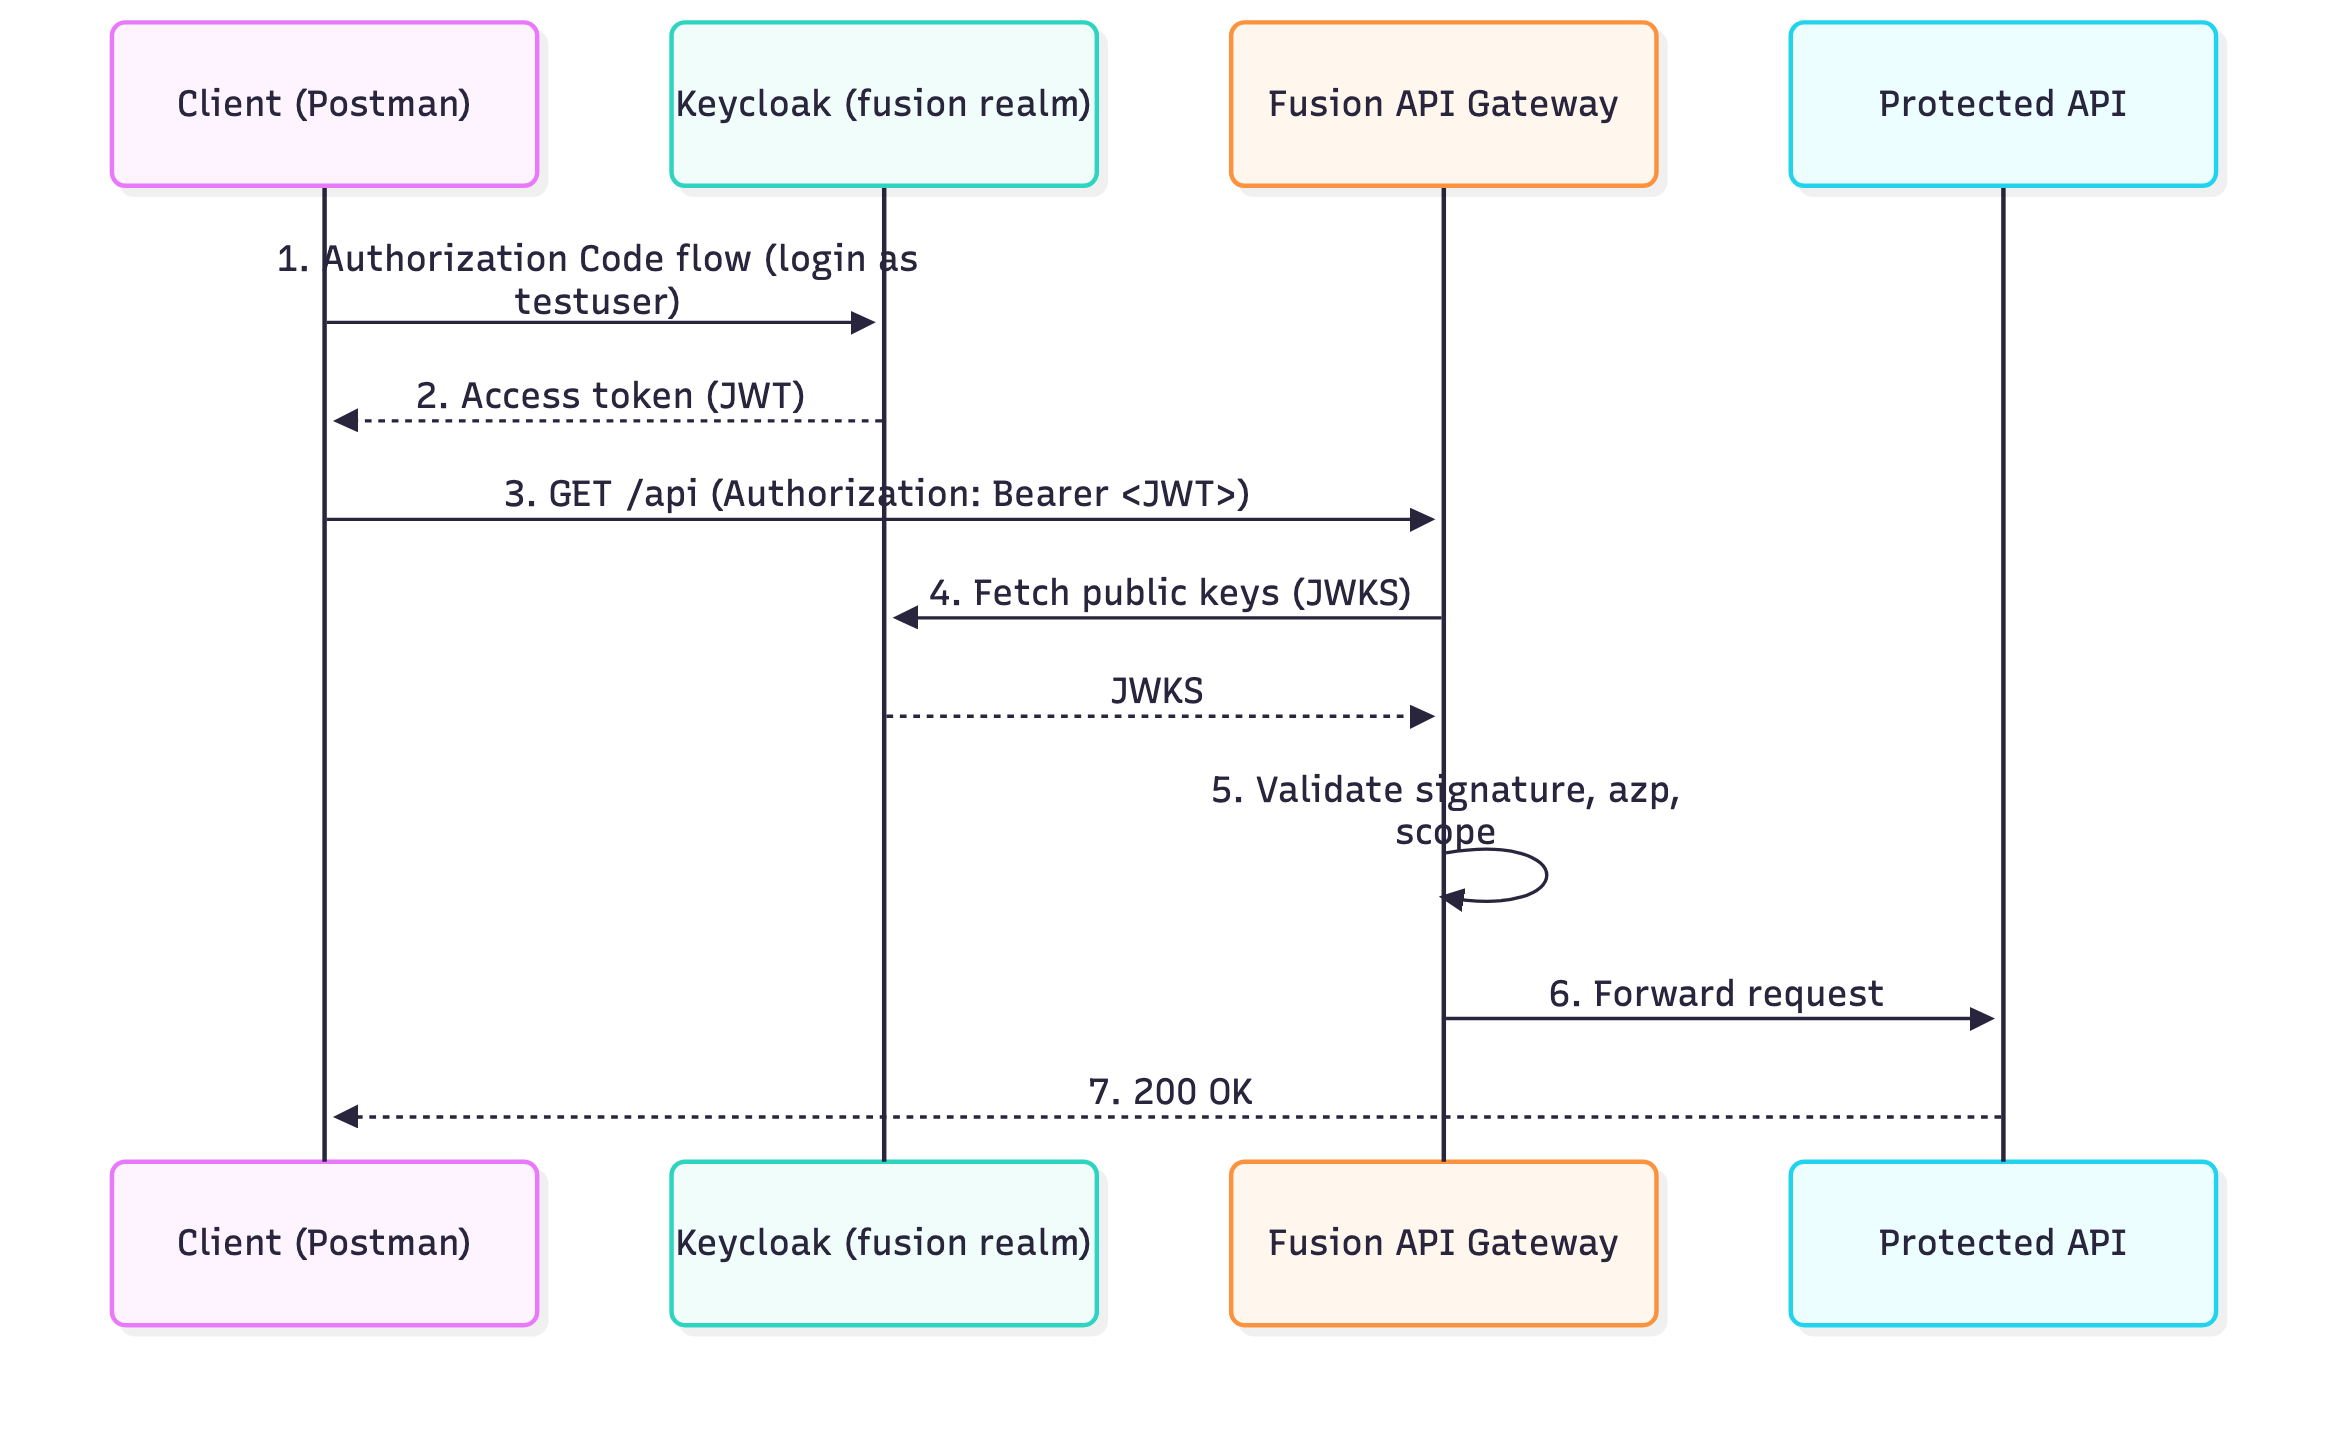 Client (Postman)
Keycloak (fusion realm)
Fusion API Gateway
Protected API
1. Authorization Code flow (login as
testuser)
2. Access token (JWT)
3. GET /api (Authorization: Bearer <JWT>)
4. Fetch public keys (JWKS)
JWKS
5. Validate signature, azp,
scope
6. Forward request
7. 200 OK
Client (Postman)
Keycloak (fusion realm)
Fusion API Gateway
Protected API